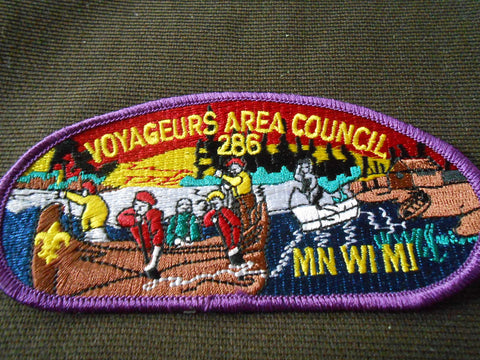 VOYAGEURS AREA COUNCIL
286
MN WI MI